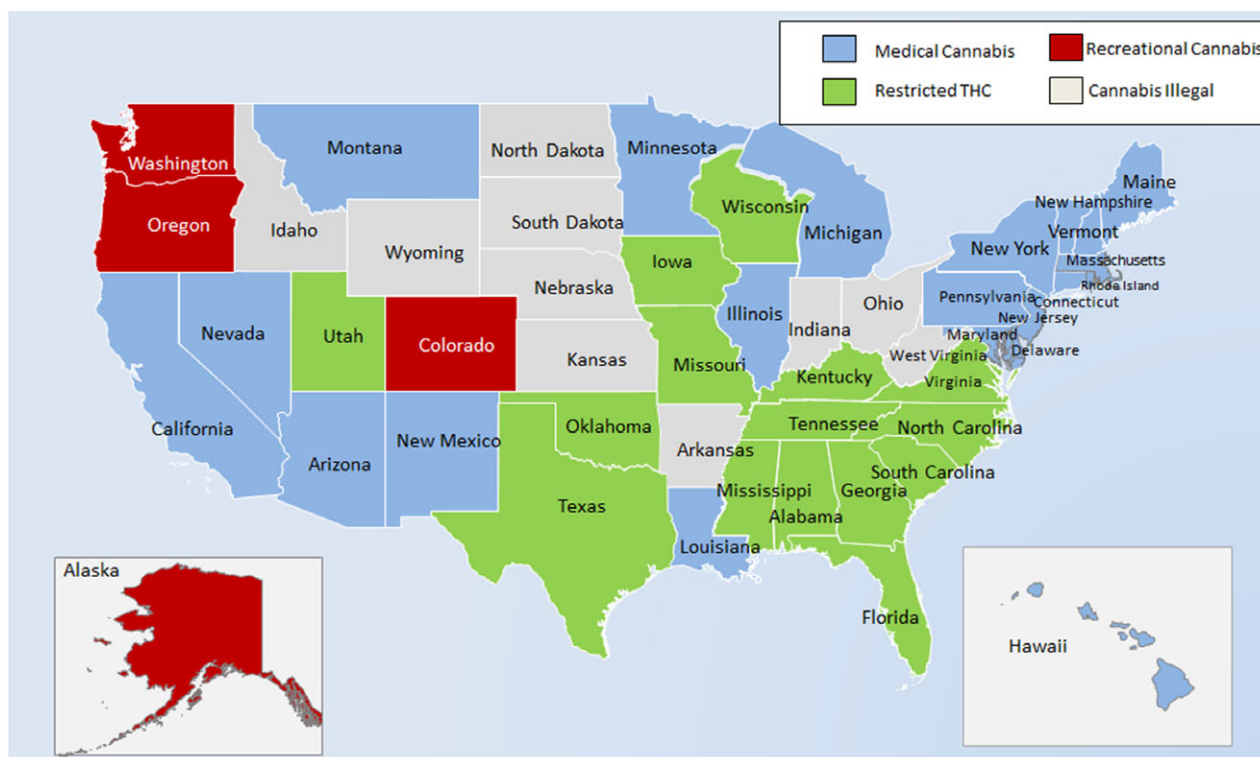 Medical Cannabis
Recreational Cannabis
Restricted THC
Cannabis Illegal
Washington
Montana
North Dakota
Minnesota
Maine
Oregon
Idaho
South Dakota
Wisconsin
New Hampshire
Wyoming
Michigan
New York
Vermont
Iowa
Massachusetts
Nebraska
Rhode Island
Pennsylvania
Connecticut
Nevada
Utah
Colorado
Illinois
Indiana
Ohio
New Jersey
Maryland
Kansas
Missouri
West Virginia
Delaware
Kentucky
Virginia
California
New Mexico
Oklahoma
Tennessee
North Carolina
Arizona
Arkansas
South Carolina
Texas
Mississippi
Georgia
Alabama
Louisiana
Alaska
Florida
Hawaii